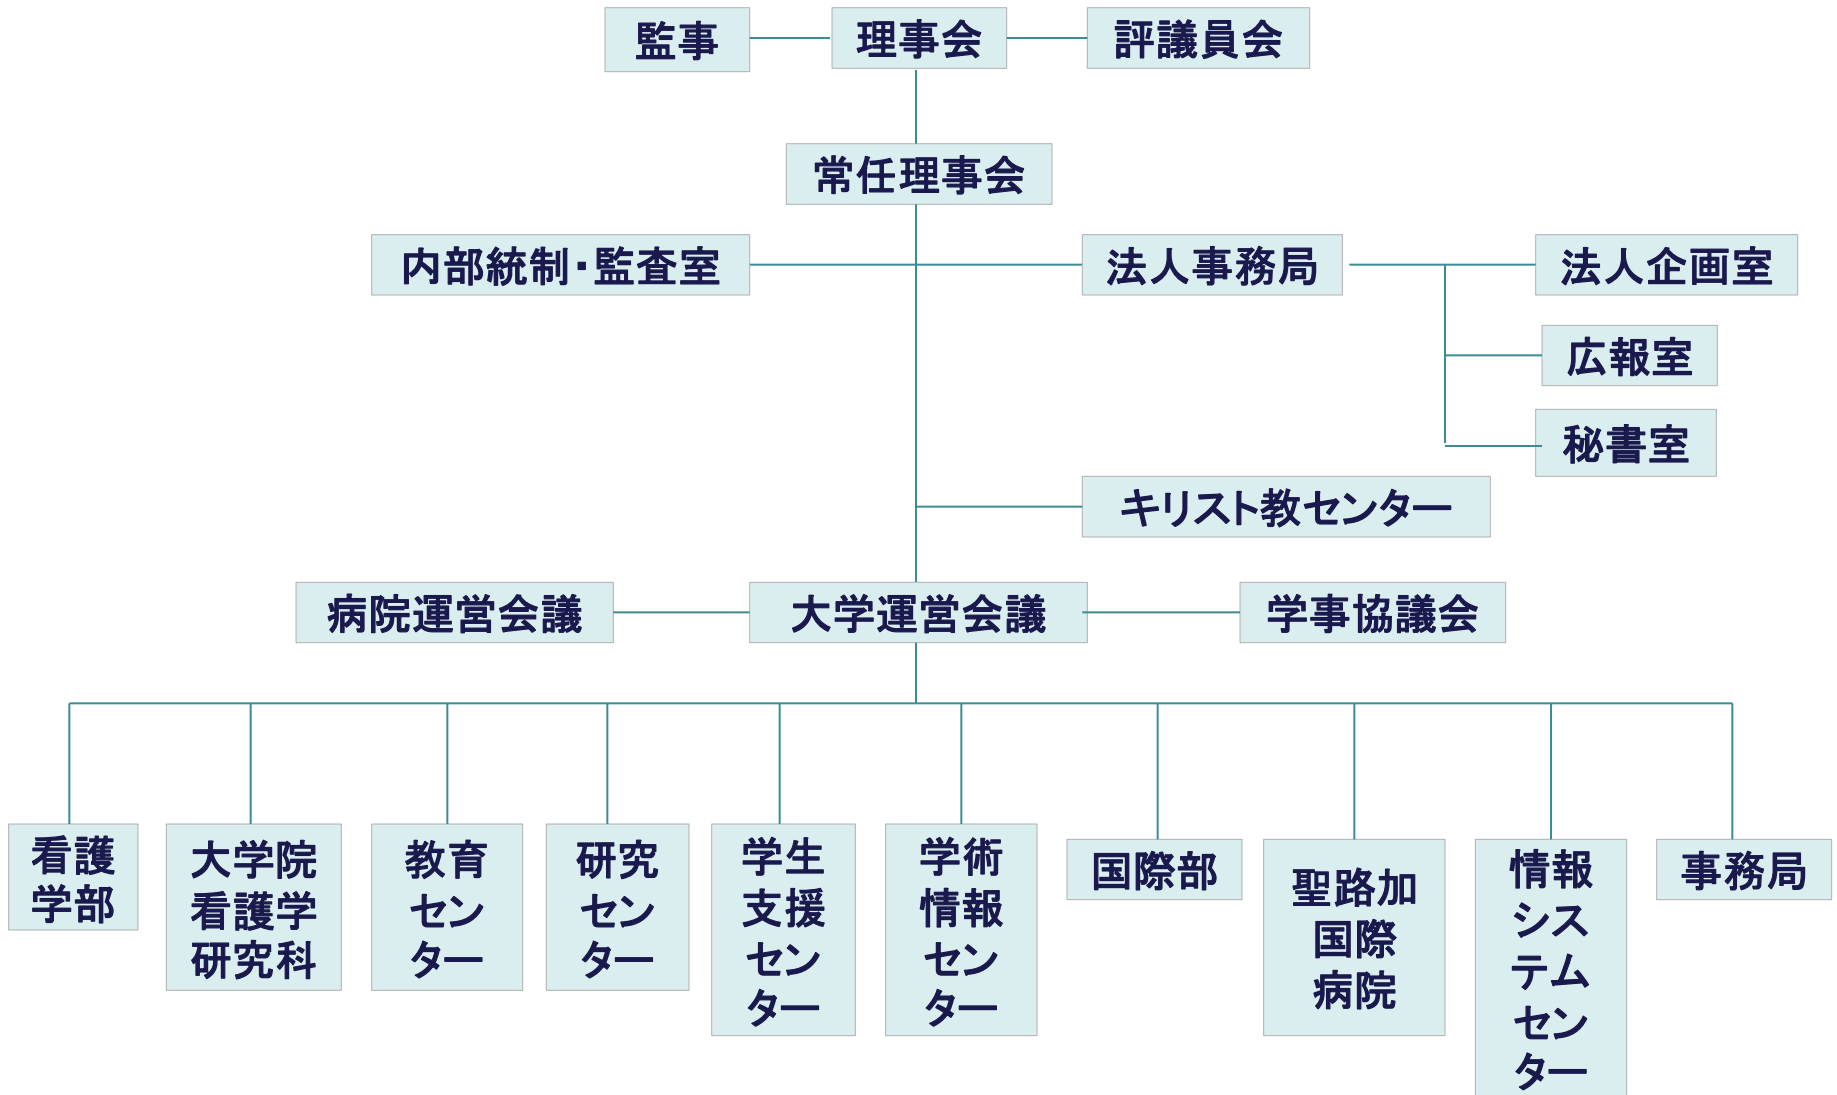 監事
理事会
評議員会
常任理事会
内部統制・監査室
法人事務局
法人企画室
広報室
秘書室
キリスト教センター
病院運営会議
大学運営会議
学事協議会
看護
学部
大学院
看護学
研究科
教育
セン
ター
研究
セン
ター
学生
支援
セン
ター
学術
情報
セン
ター
国際部
聖路加
国際
病院
情報
シス
テム
セン
ター
事務局